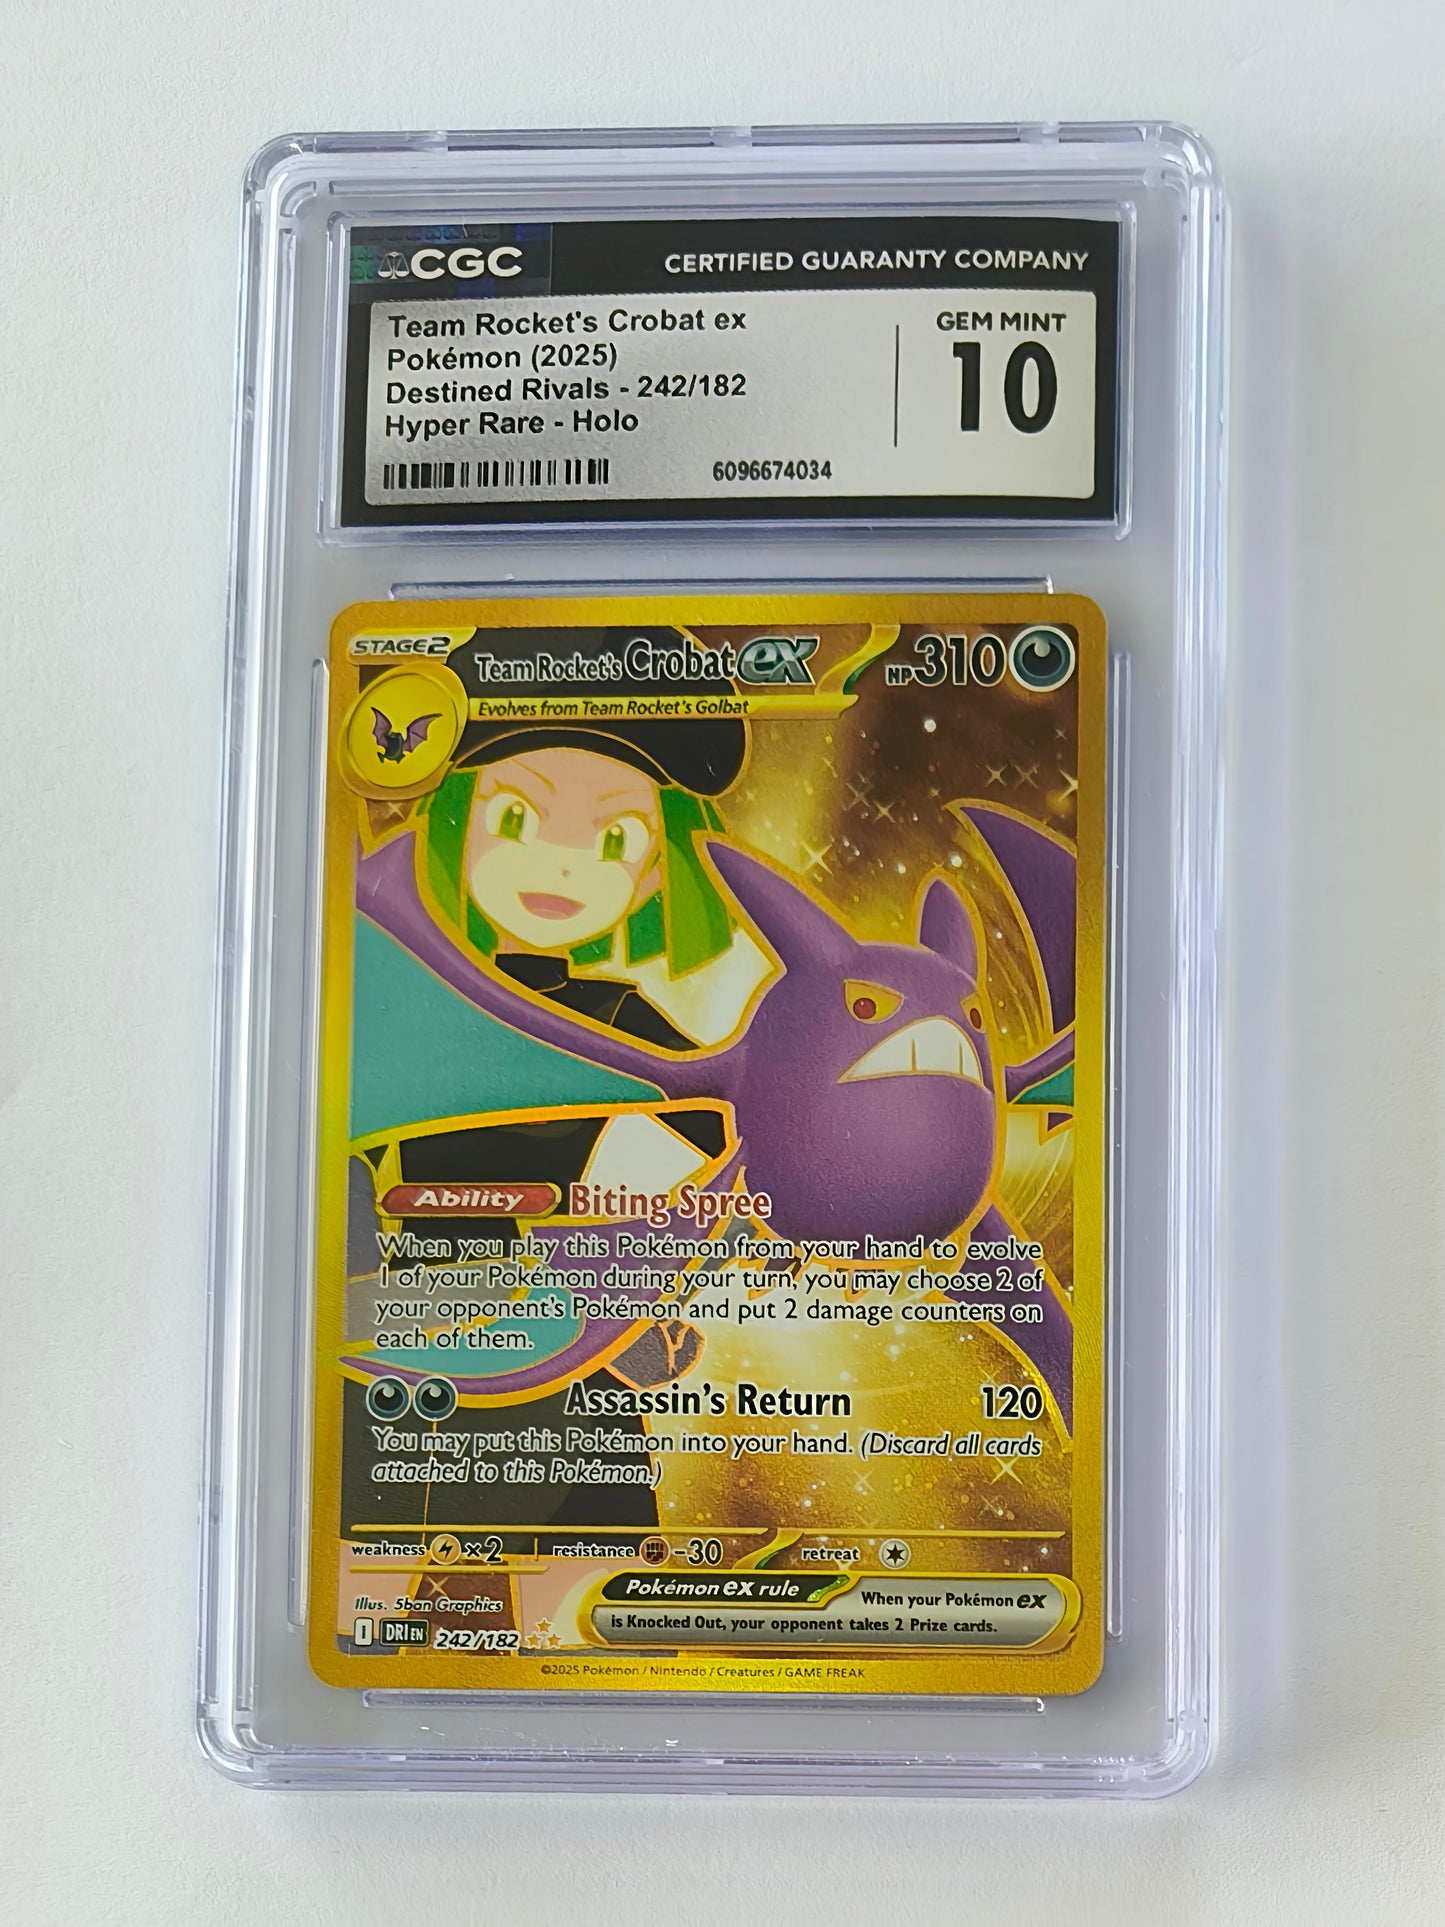 CGC
CERTIFIED GUARANTY COMPANY
Team Rocket's Crobat ex
Pokémon (2025)
Destined Rivals - 242/182
Hyper Rare - Holo
6096674034
GEM MINT
10
STAGE 2
Team Rocket's Crobat ex
HP 310
Evolves from Team Rocket's Golbat
Ability Biting Spree
When you play this Pokémon from your hand to evolve
1 of your Pokémon during your turn, you may choose 2 of
your opponent's Pokémon and put 2 damage counters on
each of them.
Assassin's Return 120
You may put this Pokémon into your hand. (Discard all cards
attached to this Pokémon.)
weakness ×2 resistance -30 retreat
Pokémon ex rule When your Pokémon ex
is Knocked Out, your opponent takes 2 Prize cards.
Illus. 5ban Graphics
I DRI EN 242/182
©2025 Pokémon / Nintendo / Creatures / GAME FREAK